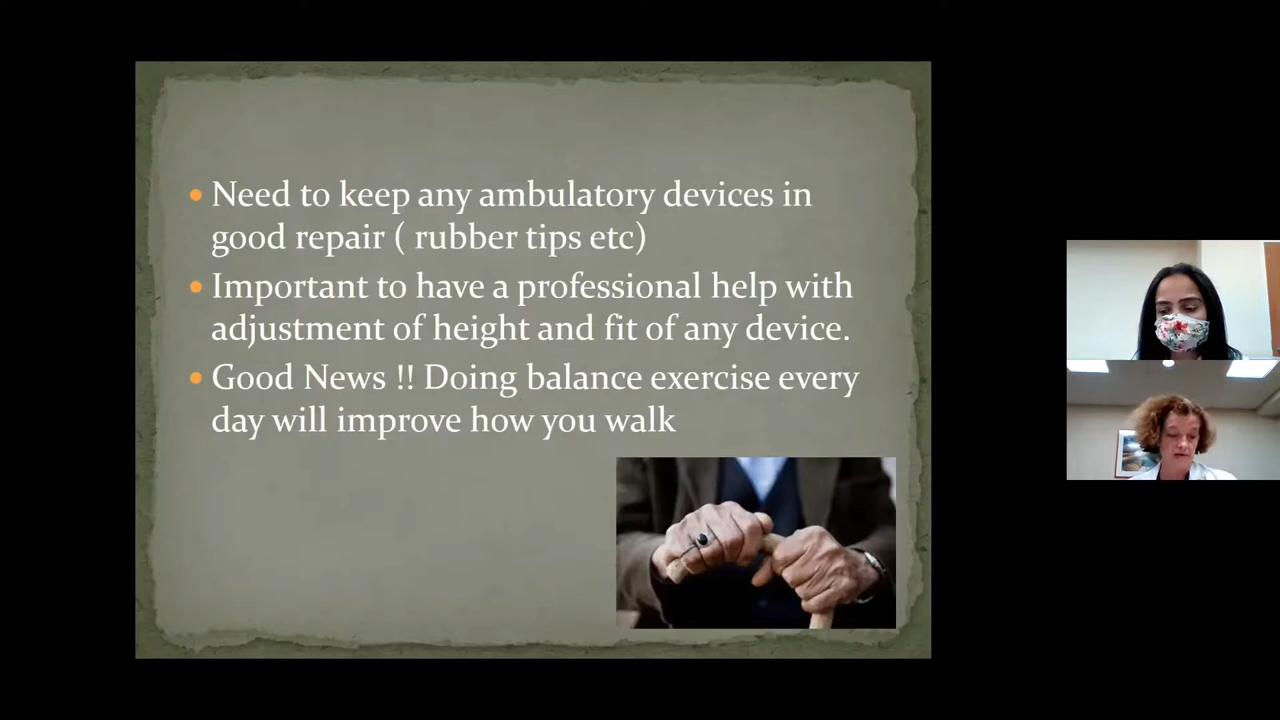 Need to keep any ambulatory devices in
good repair ( rubber tips etc)
Important to have a professional help with
adjustment of height and fit of any device.
Good News !! Doing balance exercise every
day will improve how you walk